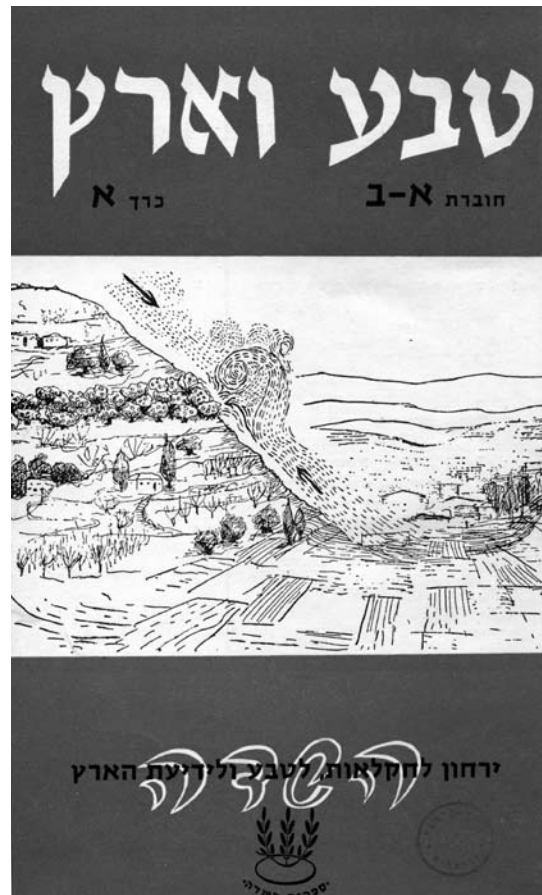 טבע וארץ
חוברת א-ב כרך א
השדה
ירחון לחקלאות, לטבע ולידיעת הארץ